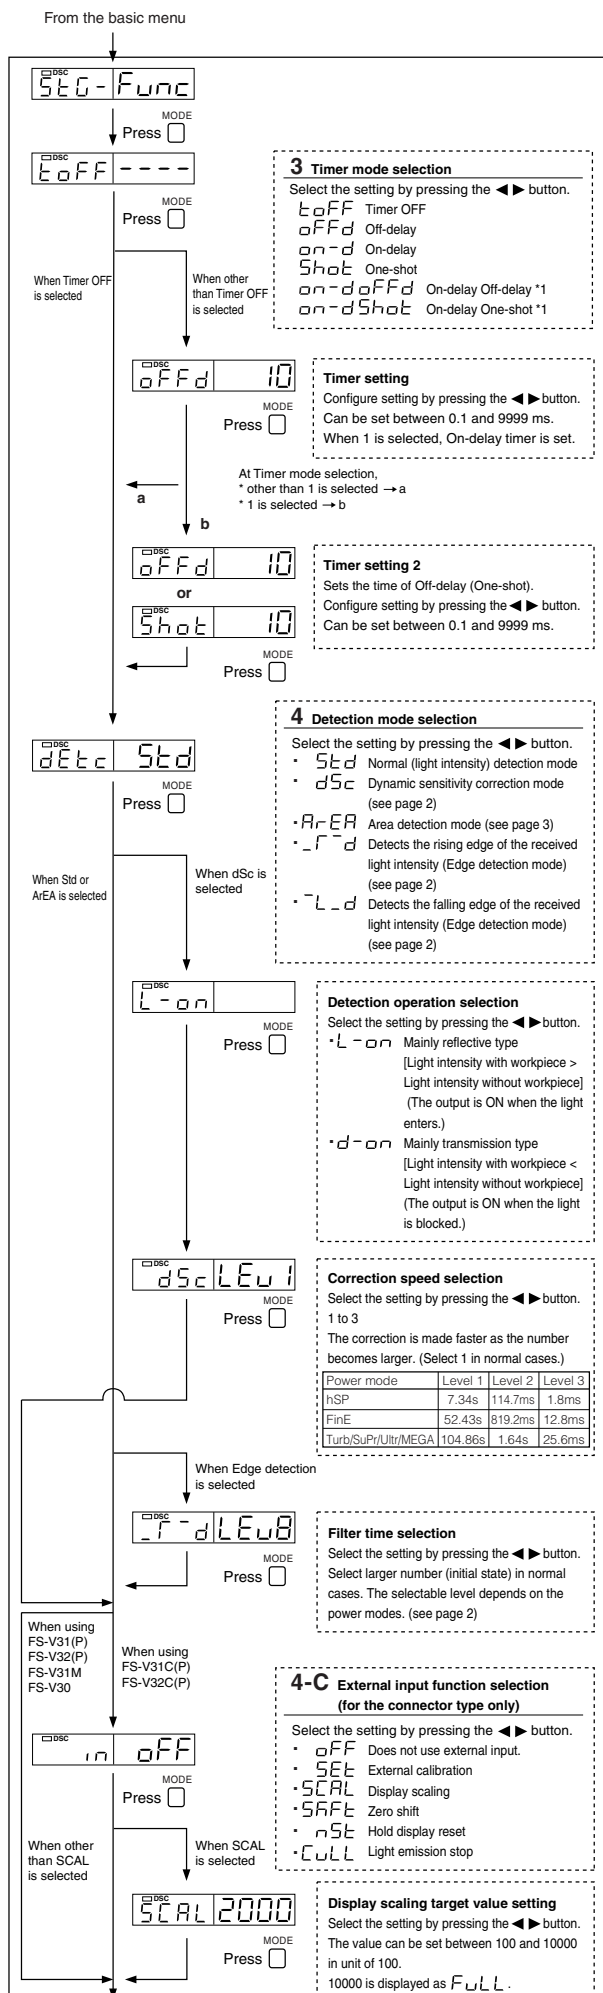 From the basic menu
DSC
StG- Func
MODE
Press
DSC
toFF ----
MODE
Press
3 Timer mode selection
Select the setting by pressing the ◀ ▶ button.
toFF Timer OFF
oFFd Off-delay
on-d On-delay
Shot One-shot
on-doFFd On-delay Off-delay *1
on-dShot On-delay One-shot *1
When Timer OFF
is selected
When other
than Timer OFF
is selected
DSC
oFFd 10
MODE
Press
Timer setting
Configure setting by pressing the ◀ ▶ button.
Can be set between 0.1 and 9999 ms.
When 1 is selected, On-delay timer is set.
a
b
At Timer mode selection,
* other than 1 is selected → a
* 1 is selected → b
DSC
oFFd 10
or
DSC
Shot 10
MODE
Press
Timer setting 2
Sets the time of Off-delay (One-shot).
Configure setting by pressing the ◀ ▶ button.
Can be set between 0.1 and 9999 ms.
DSC
dEtc Std
MODE
Press
4 Detection mode selection
Select the setting by pressing the ◀ ▶ button.
· Std Normal (light intensity) detection mode
· dSc Dynamic sensitivity correction mode
(see page 2)
· ArEA Area detection mode (see page 3)
· _Γ¯d Detects the rising edge of the received
light intensity (Edge detection mode)
(see page 2)
· ¯L_d Detects the falling edge of the received
light intensity (Edge detection mode)
(see page 2)
When Std or
ArEA is selected
When dSc is
selected
DSC
L-on
MODE
Press
Detection operation selection
Select the setting by pressing the ◀ ▶ button.
· L-on Mainly reflective type
[Light intensity with workpiece >
Light intensity without workpiece]
(The output is ON when the light
enters.)
· d-on Mainly transmission type
[Light intensity with workpiece <
Light intensity without workpiece]
(The output is ON when the light
is blocked.)
DSC
dSc LEv1
MODE
Press
Correction speed selection
Select the setting by pressing the ◀ ▶ button.
1 to 3
The correction is made faster as the number
becomes larger. (Select 1 in normal cases.)
Power mode Level 1 Level 2 Level 3
hSP 7.34s 114.7ms 1.8ms
FinE 52.43s 819.2ms 12.8ms
Turb/SuPr/Ultr/MEGA 104.86s 1.64s 25.6ms
When Edge detection
is selected
DSC
_Γ¯d LEv8
MODE
Press
Filter time selection
Select the setting by pressing the ◀ ▶ button.
Select larger number (initial state) in normal
cases. The selectable level depends on the
power modes. (see page 2)
When using
FS-V31(P)
FS-V32(P)
FS-V31M
FS-V30
When using
FS-V31C(P)
FS-V32C(P)
DSC
in oFF
MODE
Press
4-C External input function selection
(for the connector type only)
Select the setting by pressing the ◀ ▶ button.
· oFF Does not use external input.
· SEt External calibration
· SCAL Display scaling
· ShFt Zero shift
· rSt Hold display reset
· CuLL Light emission stop
When other
than SCAL
is selected
When SCAL
is selected
DSC
SCAL 2000
MODE
Press
Display scaling target value setting
Select the setting by pressing the ◀ ▶ button.
The value can be set between 100 and 10000
in unit of 100.
10000 is displayed as FuLL .